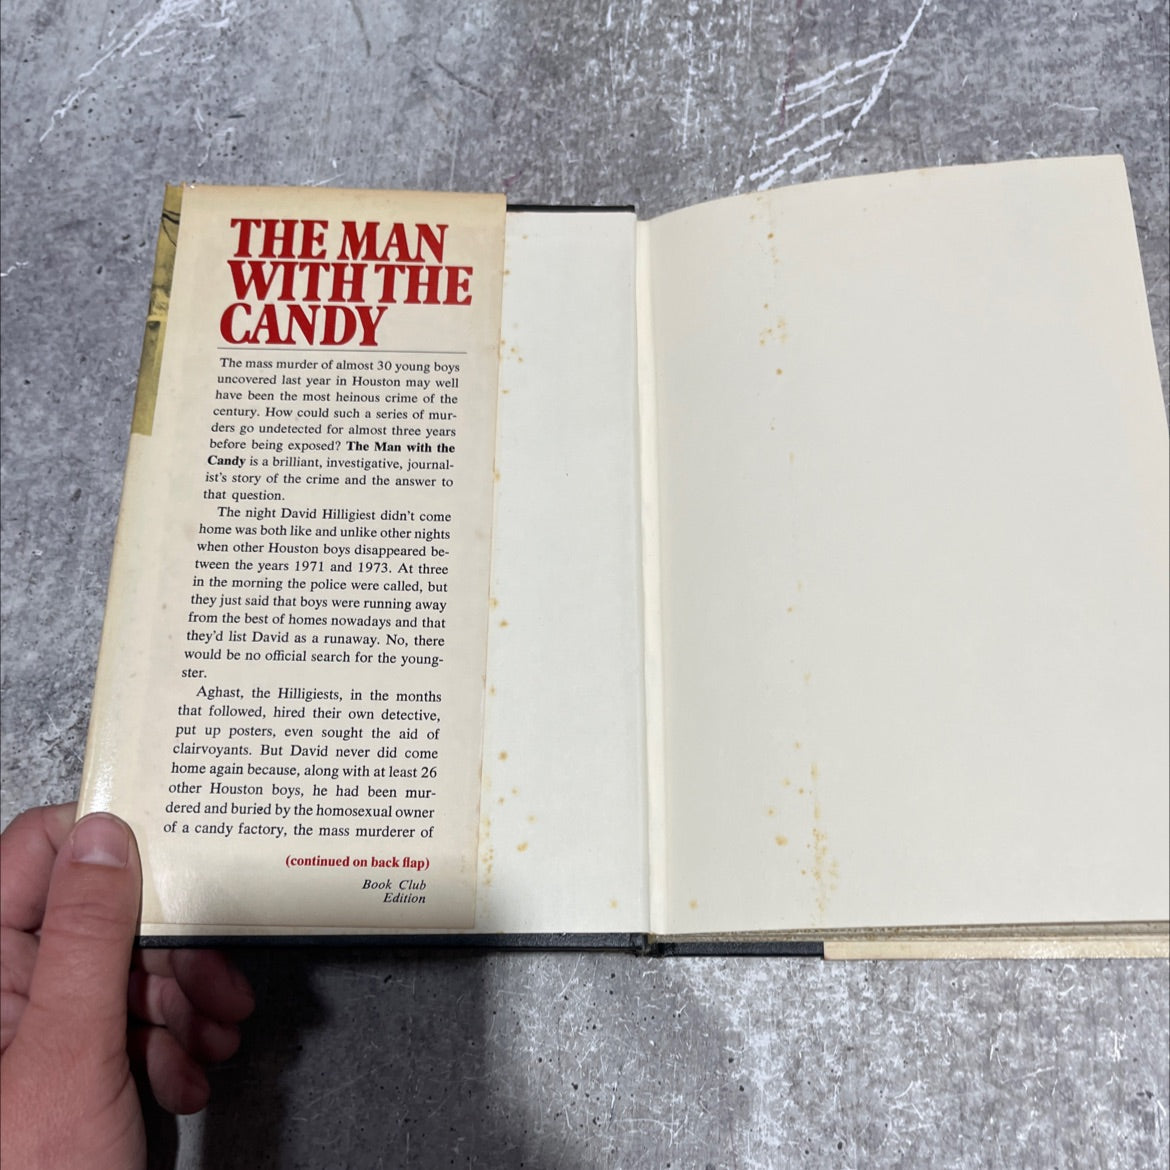 THE MAN
WITH THE
CANDY
The mass murder of almost 30 young boys
uncovered last year in Houston may well
have been the most heinous crime of the
century. How could such a series of mur-
ders go undetected for almost three years
before being exposed? The Man with the
Candy is a brilliant, investigative, journal-
ist's story of the crime and the answer to
that question.
The night David Hilligiest didn't come
home was both like and unlike other nights
when other Houston boys disappeared be-
tween the years 1971 and 1973. At three
in the morning the police were called, but
they just said that boys were running away
from the best of homes nowadays and that
they'd list David as a runaway. No, there
would be no official search for the young-
ster.
Aghast, the Hilligiests, in the months
that followed, hired their own detective,
put up posters, even sought the aid of
clairvoyants. But David never did come
home again because, along with at least 26
other Houston boys, he had been mur-
dered and buried by the homosexual owner
of a candy factory, the mass murderer of
(continued on back flap)
Book Club
Edition